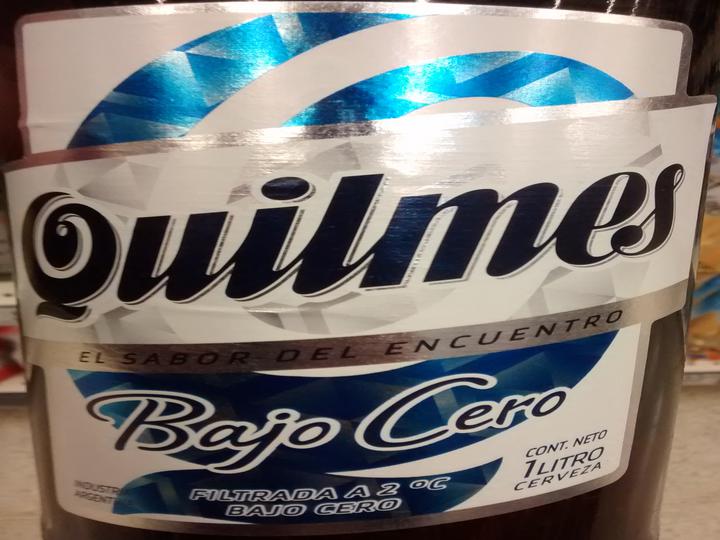 Quilmes
EL SABOR DEL ENCUENTRO
Bajo Cero
CONT. NETO
1 LITRO
CERVEZA
FILTRADA A 2 ºC
BAJO CERO